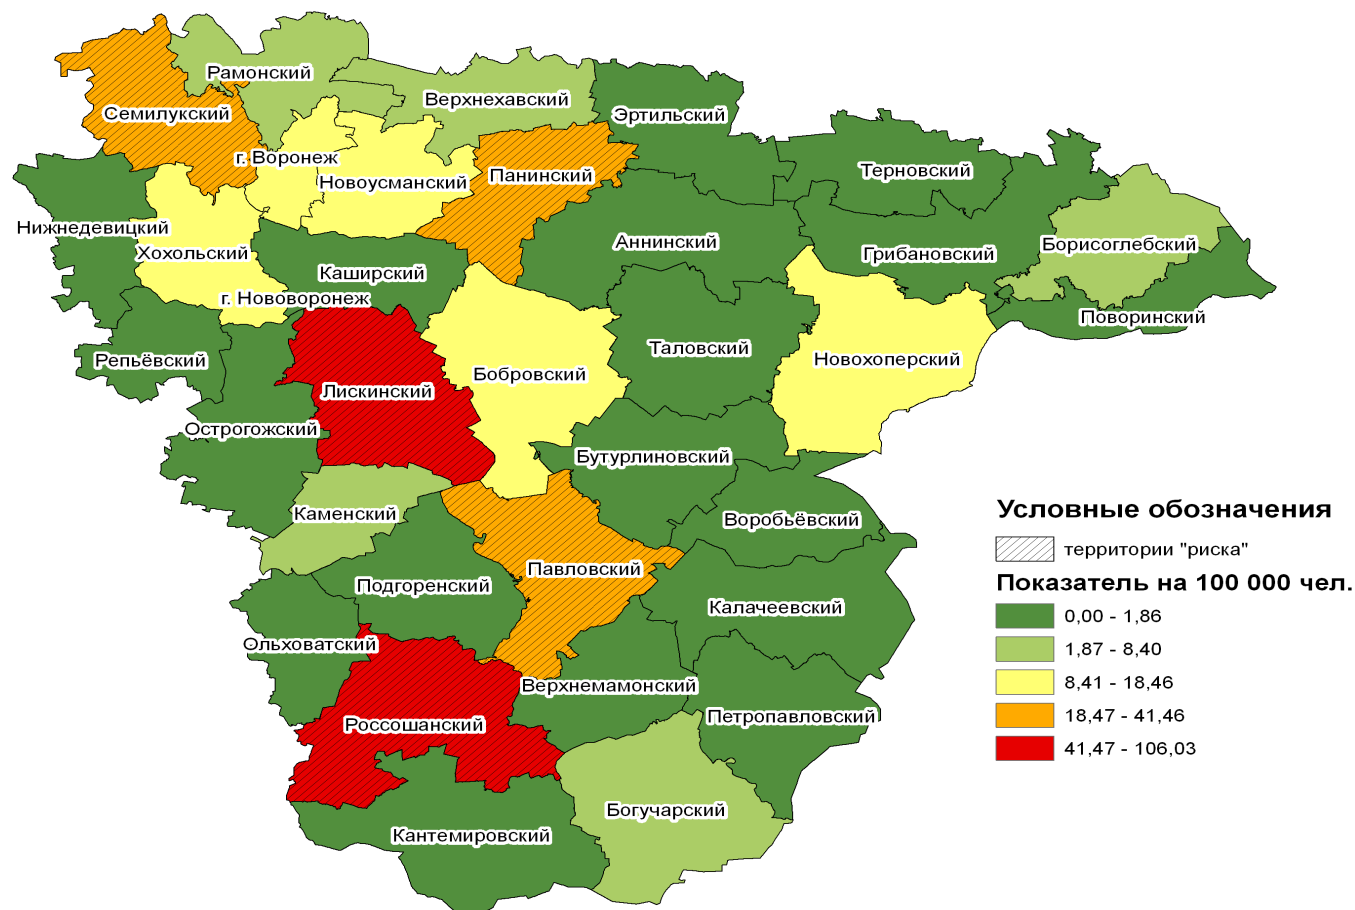 Рамонский
Верхнехавский
Семилукский
Эртильский
г. Воронеж
Терновский
Новоусманский
Панинский
Нижнедевицкий
Аннинский
Борисоглебский
Хохольский
Грибановский
Каширский
г. Нововоронеж
Поворинский
Репьёвский
Таловский
Новохоперский
Бобровский
Лискинский
Острогожский
Бутурлиновский
Каменский
Воробьёвский
Павловский
Подгоренский
Калачеевский
Ольховатский
Верхнемамонский
Петропавловский
Россошанский
Богучарский
Кантемировский
Условные обозначения
территории "риска"
Показатель на 100 000 чел.
0,00 - 1,86
1,87 - 8,40
8,41 - 18,46
18,47 - 41,46
41,47 - 106,03